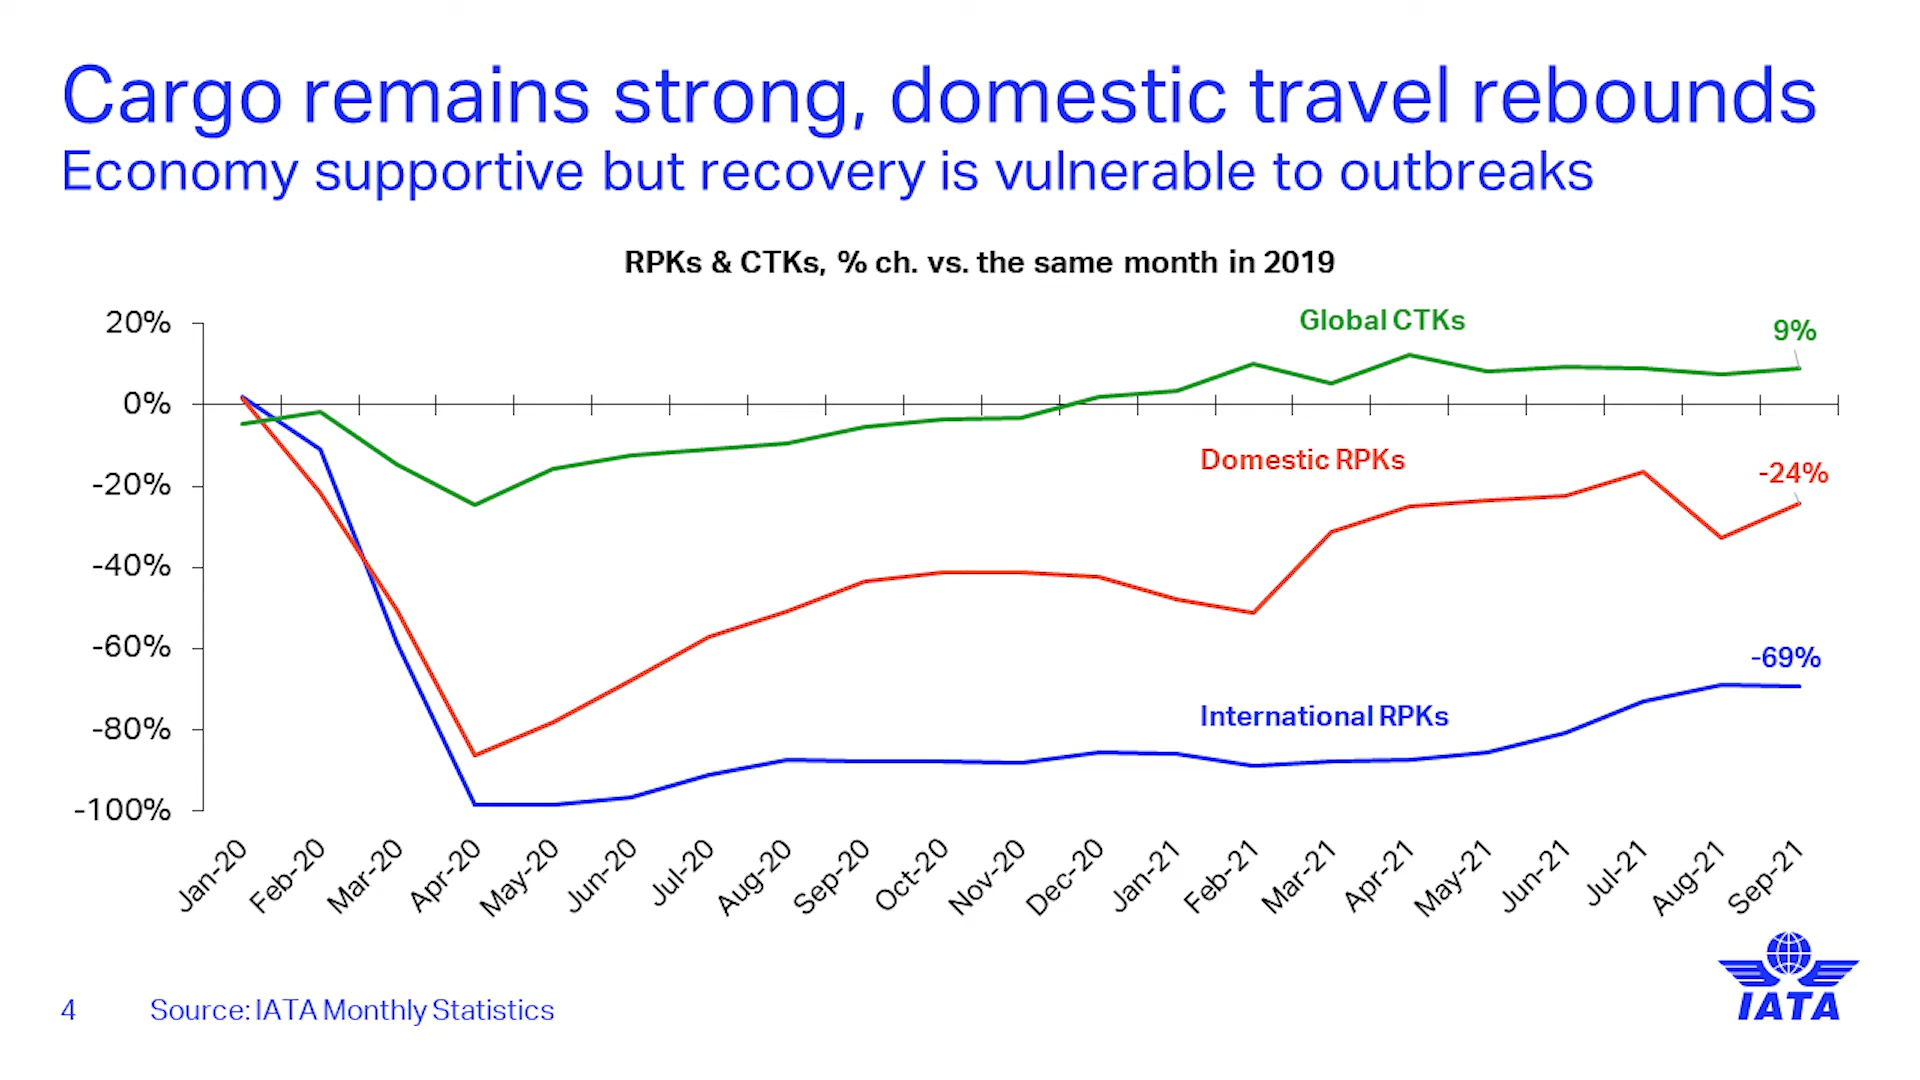 Cargo remains strong, domestic travel rebounds
Economy supportive but recovery is vulnerable to outbreaks
RPKs & CTKs, % ch. vs. the same month in 2019
20%
0%
-20%
-40%
-60%
-80%
-100%
Global CTKs
9%
Domestic RPKs
-24%
-69%
International RPKs
Jan-20
Feb-20
Mar-20
Apr-20
May-20
Jun-20
Jul-20
Aug-20
Sep-20
Oct-20
Nov-20
Dec-20
Jan-21
Feb-21
Mar-21
Apr-21
May-21
Jun-21
Jul-21
Aug-21
Sep-21
4
Source: IATA Monthly Statistics
IATA